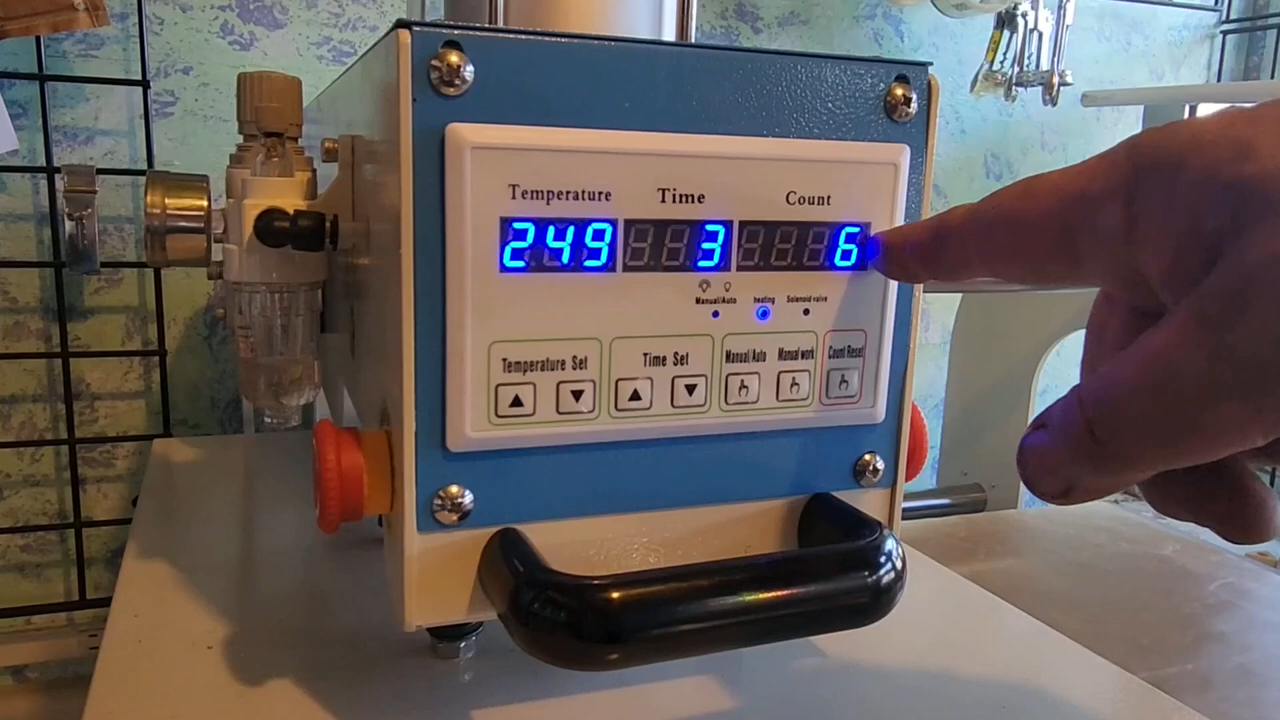 Temperature Time Count
249 3 6
Manual/Auto heating Solenoid valve
Temperature Set Time Set Manual/Auto Manual work Count Reset